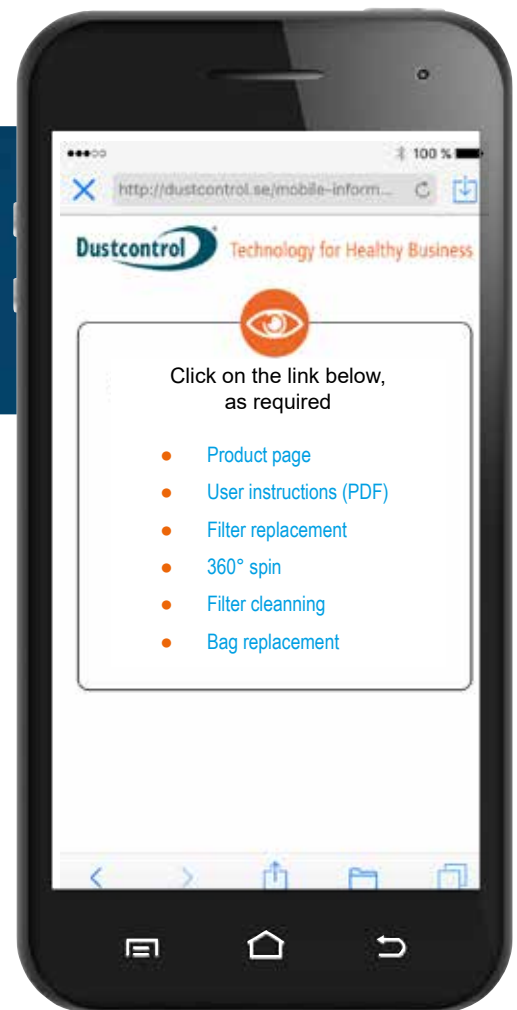 100 %
http://dustcontrol.se/mobile-inform...
Dustcontrol Technology for Healthy Business
Click on the link below,
as required
Product page
User instructions (PDF)
Filter replacement
360° spin
Filter cleanning
Bag replacement